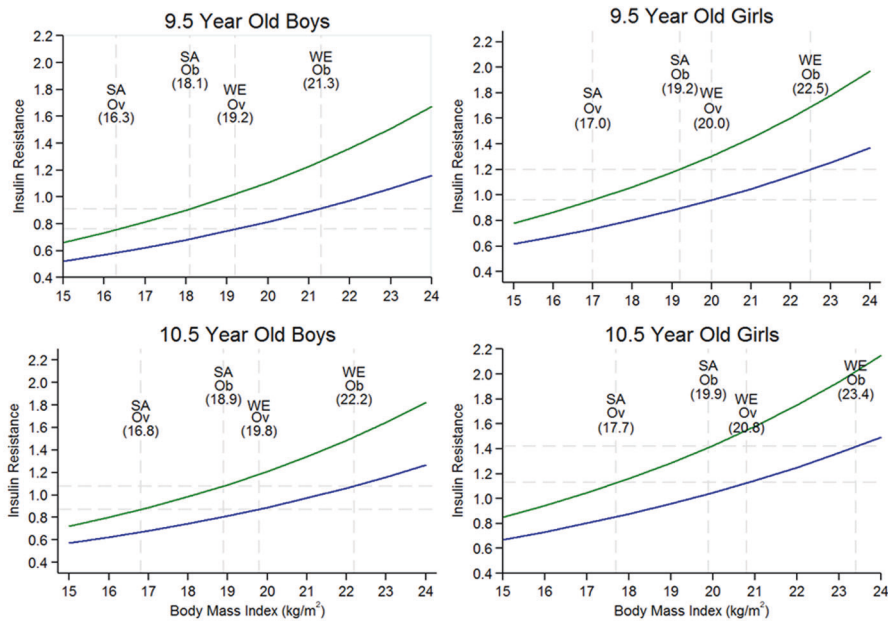 9.5 Year Old Boys
2.2
2.0
1.8
1.6
1.4
1.2
1.0
0.8
0.6
0.4
Insulin Resistance
SA
Ov
(16.3)
SA
Ob
(18.1)
WE
Ov
(19.2)
WE
Ob
(21.3)
15 16 17 18 19 20 21 22 23 24
9.5 Year Old Girls
2.2
2.0
1.8
1.6
1.4
1.2
1.0
0.8
0.6
0.4
Insulin Resistance
SA
Ov
(17.0)
SA
Ob
(19.2)
WE
Ov
(20.0)
WE
Ob
(22.5)
15 16 17 18 19 20 21 22 23 24
10.5 Year Old Boys
2.2
2.0
1.8
1.6
1.4
1.2
1.0
0.8
0.6
0.4
Insulin Resistance
SA
Ov
(16.8)
SA
Ob
(18.9)
WE
Ov
(19.8)
WE
Ob
(22.2)
15 16 17 18 19 20 21 22 23 24
Body Mass Index (kg/m²)
10.5 Year Old Girls
2.2
2.0
1.8
1.6
1.4
1.2
1.0
0.8
0.6
0.4
Insulin Resistance
SA
Ov
(17.7)
SA
Ob
(19.9)
WE
Ov
(20.8)
WE
Ob
(23.4)
15 16 17 18 19 20 21 22 23 24
Body Mass Index (kg/m²)